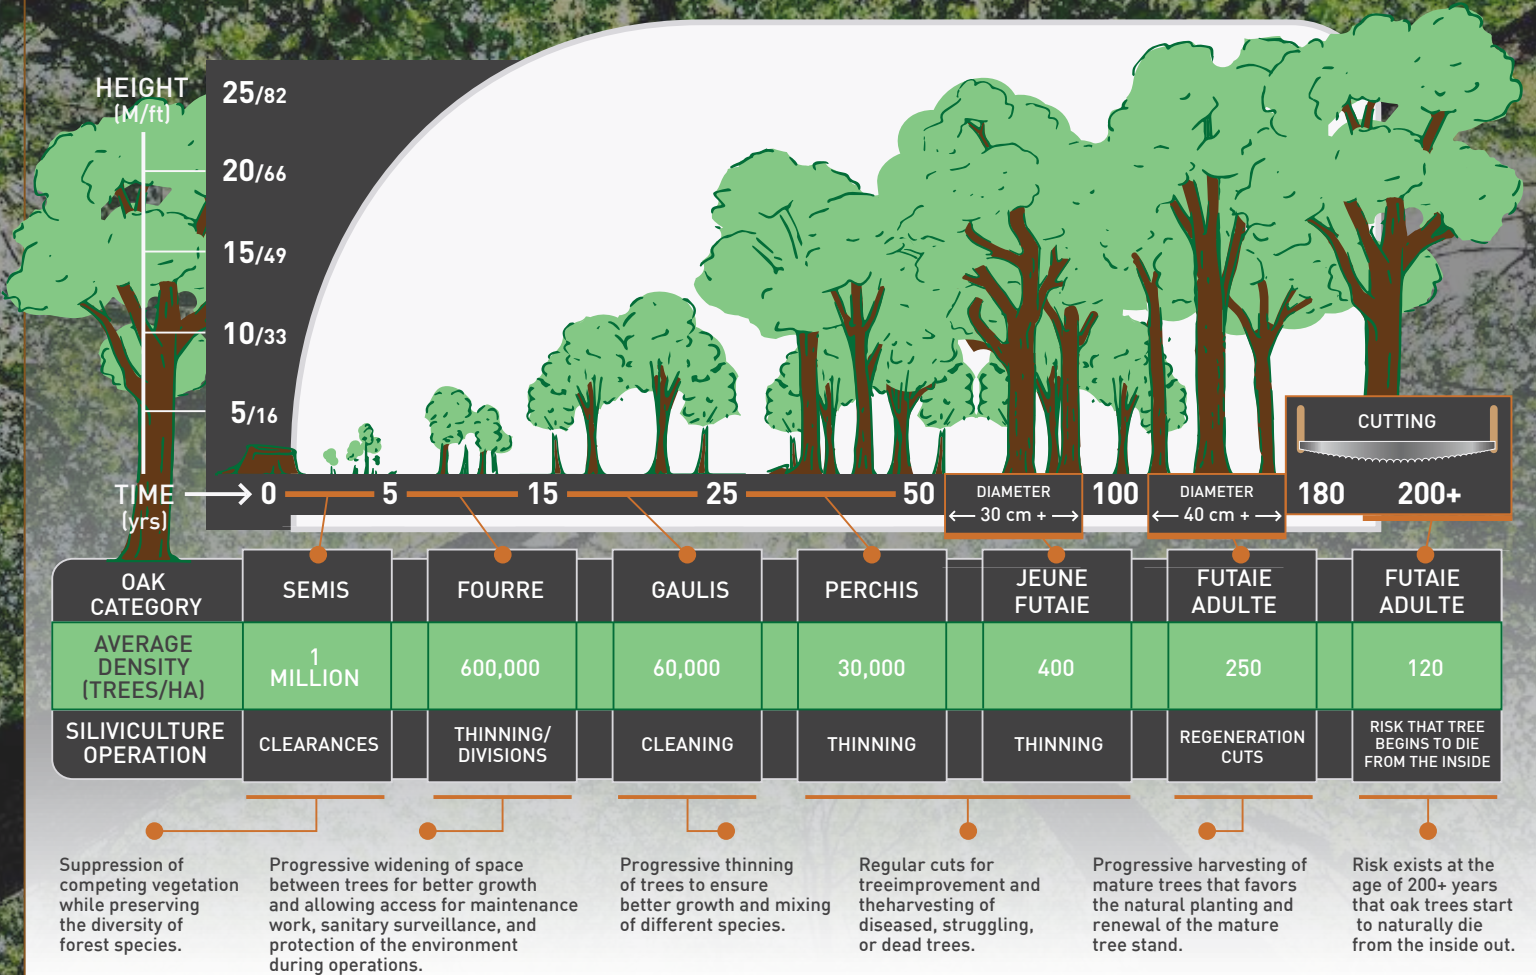 HEIGHT
(M/ft)
25/82
20/66
15/49
10/33
5/16
TIME
(yrs)
0
5
15
25
50
DIAMETER
30 cm +
100
DIAMETER
40 cm +
180
200+
CUTTING
OAK
CATEGORY
SEMIS
FOURRE
GAULIS
PERCHIS
JEUNE
FUTAIE
FUTAIE
ADULTE
FUTAIE
ADULTE
AVERAGE
DENSITY
(TREES/HA)
1
MILLION
600,000
60,000
30,000
400
250
120
SILIVICULTURE
OPERATION
CLEARANCES
THINNING/
DIVISIONS
CLEANING
THINNING
THINNING
REGENERATION
CUTS
RISK THAT TREE
BEGINS TO DIE
FROM THE INSIDE
Suppression of
competing vegetation
while preserving
the diversity of
forest species.
Progressive widening of space
between trees for better growth
and allowing access for maintenance
work, sanitary surveillance, and
protection of the environment
during operations.
Progressive thinning
of trees to ensure
better growth and mixing
of different species.
Regular cuts for
treeimprovement and
theharvesting of
diseased, struggling,
or dead trees.
Progressive harvesting of
mature trees that favors
the natural planting and
renewal of the mature
tree stand.
Risk exists at the
age of 200+ years
that oak trees start
to naturally die
from the inside out.